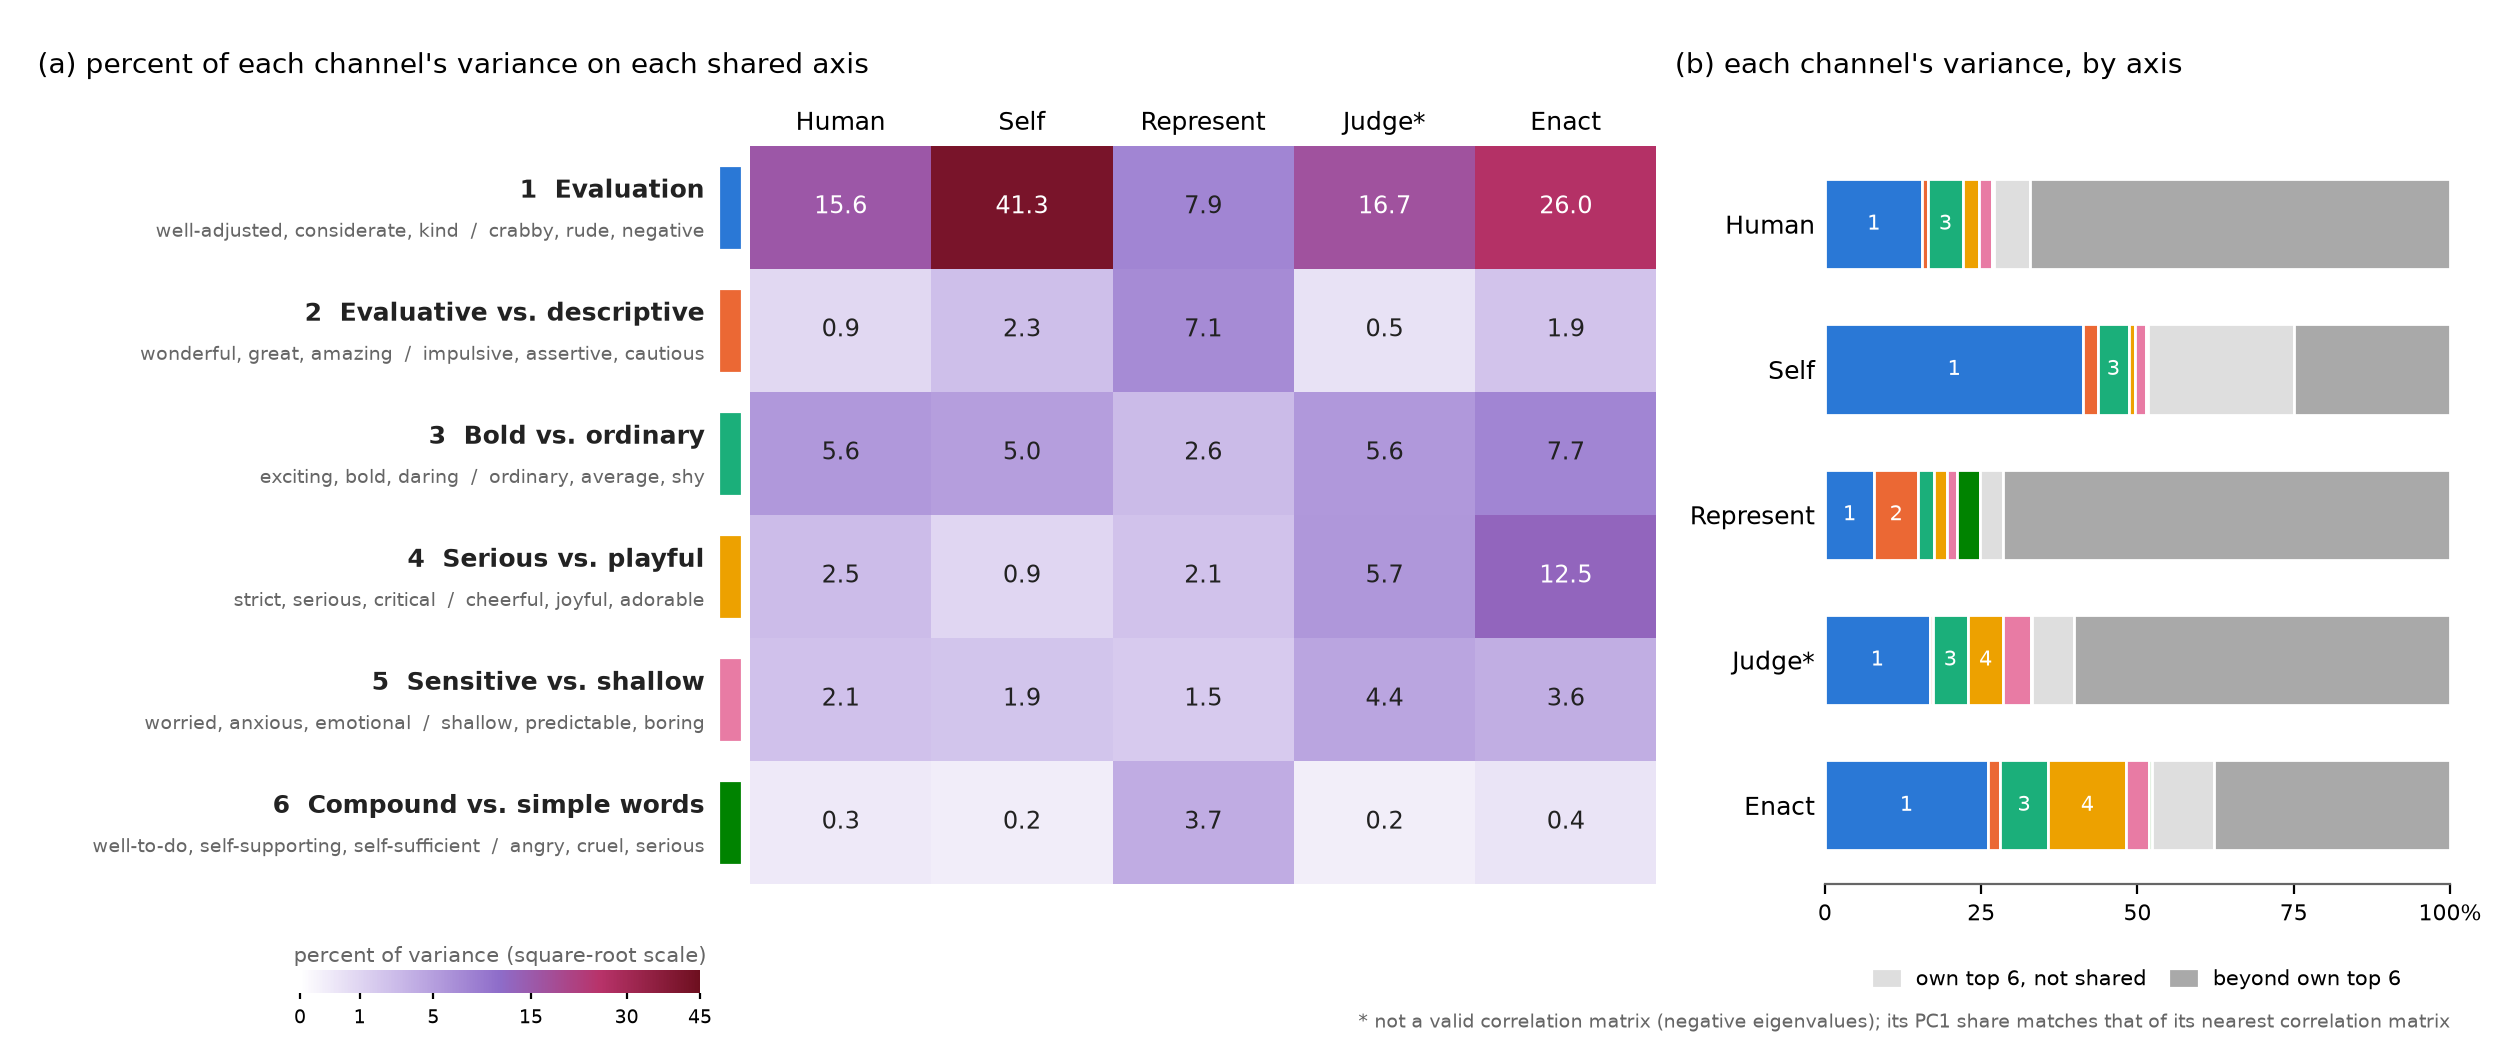 (a) percent of each channel's variance on each shared axis
Human Self Represent Judge* Enact
1 Evaluation
well-adjusted, considerate, kind / crabby, rude, negative
15.6 41.3 7.9 16.7 26.0
2 Evaluative vs. descriptive
wonderful, great, amazing / impulsive, assertive, cautious
0.9 2.3 7.1 0.5 1.9
3 Bold vs. ordinary
exciting, bold, daring / ordinary, average, shy
5.6 5.0 2.6 5.6 7.7
4 Serious vs. playful
strict, serious, critical / cheerful, joyful, adorable
2.5 0.9 2.1 5.7 12.5
5 Sensitive vs. shallow
worried, anxious, emotional / shallow, predictable, boring
2.1 1.9 1.5 4.4 3.6
6 Compound vs. simple words
well-to-do, self-supporting, self-sufficient / angry, cruel, serious
0.3 0.2 3.7 0.2 0.4
percent of variance (square-root scale)
0 1 5 15 30 45
(b) each channel's variance, by axis
Human 1 3
Self 1 3
Represent 1 2
Judge* 1 3 4
Enact 1 3 4
0 25 50 75 100%
own top 6, not shared beyond own top 6
* not a valid correlation matrix (negative eigenvalues); its PC1 share matches that of its nearest correlation matrix